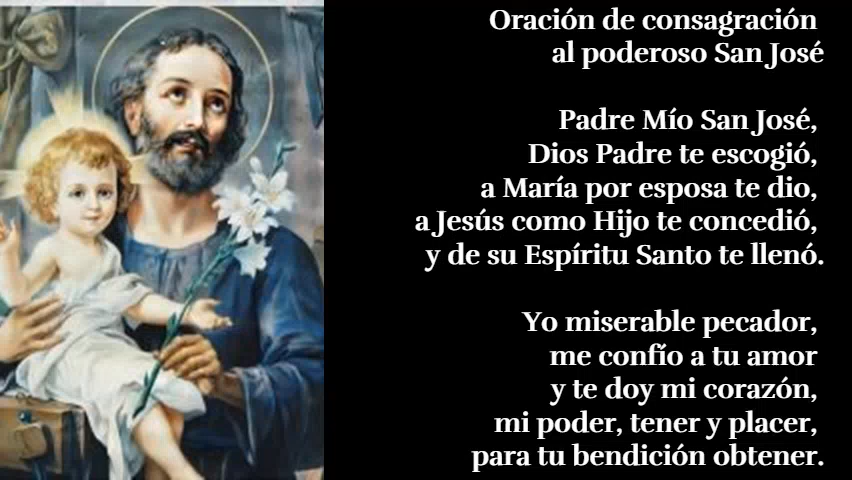 Oración de consagración
al poderoso San José
Padre Mío San José,
Dios Padre te escogió,
a María por esposa te dio,
a Jesús como Hijo te concedió,
y de su Espíritu Santo te llenó.
Yo miserable pecador,
me confío a tu amor
y te doy mi corazón,
mi poder, tener y placer,
para tu bendición obtener.